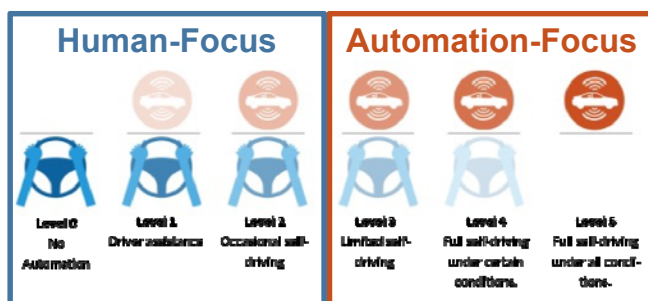 Human-Focus
Automation-Focus
Level 0
No
Automation
Level 1
Driver assistance
Level 2
Occasional self-
driving
Level 3
Limited self-
driving
Level 4
Full self-driving
under certain
conditions.
Level 5
Full self-driving
under all condi-
tions.